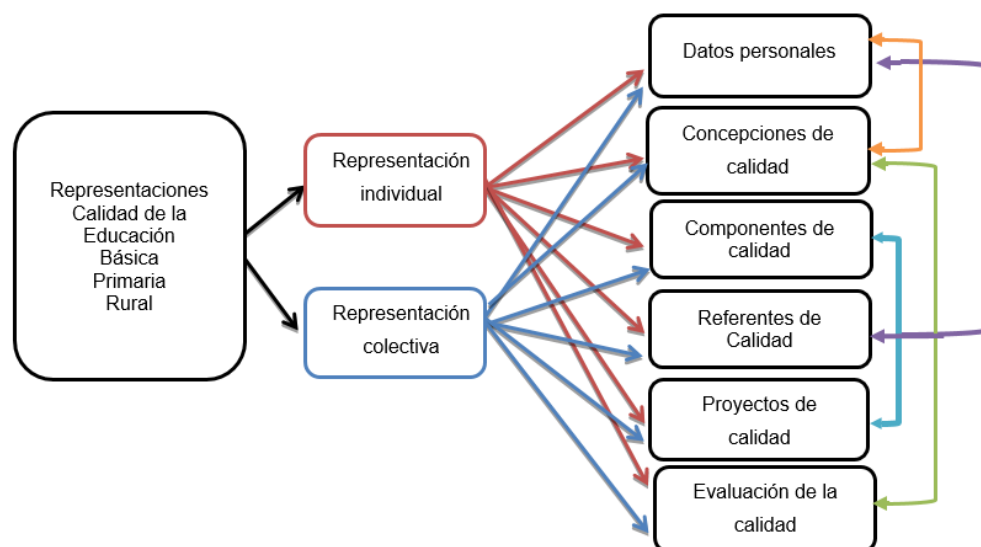 Representaciones
Calidad de la
Educación
Básica
Primaria
Rural
Representación
individual
Representación
colectiva
Datos personales
Concepciones de
calidad
Componentes de
calidad
Referentes de
Calidad
Proyectos de
calidad
Evaluación de la
calidad